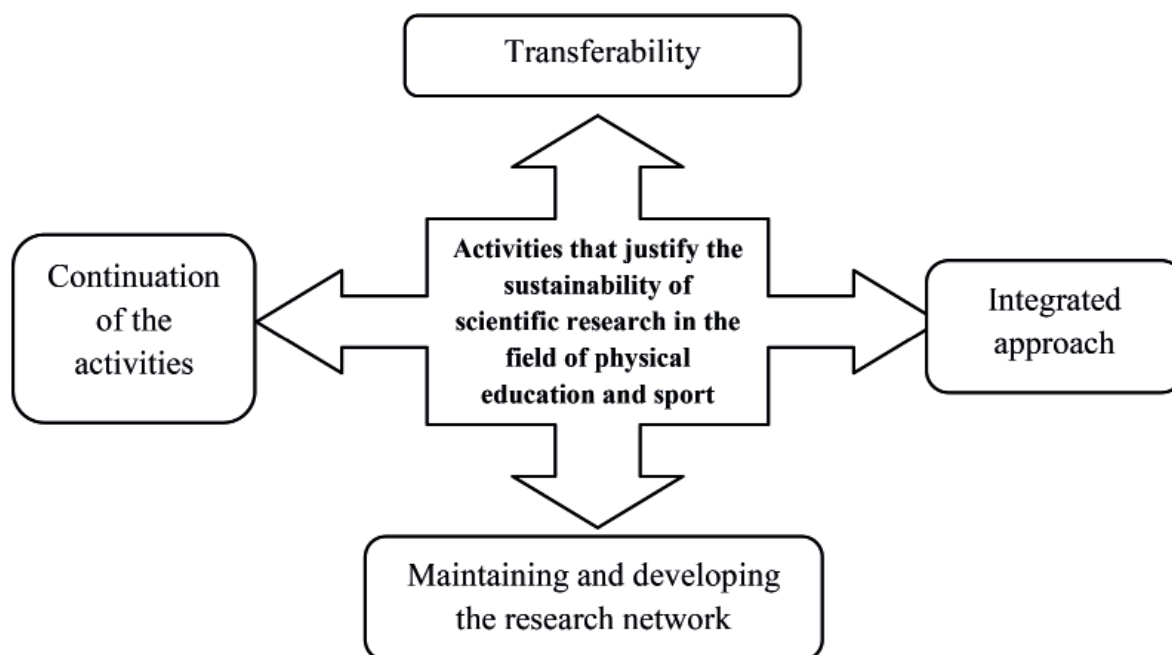 Transferability
Continuation
of the
activities
Activities that justify the
sustainability of
scientific research in the
field of physical
education and sport
Integrated
approach
Maintaining and developing
the research network